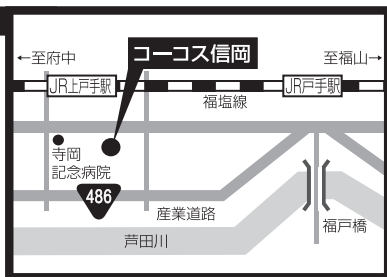 コーコス信岡
←至府中
至福山→
JR上戸手駅
JR戸手駅
福塩線
寺岡
記念病院
486
産業道路
福戸橋
芦田川